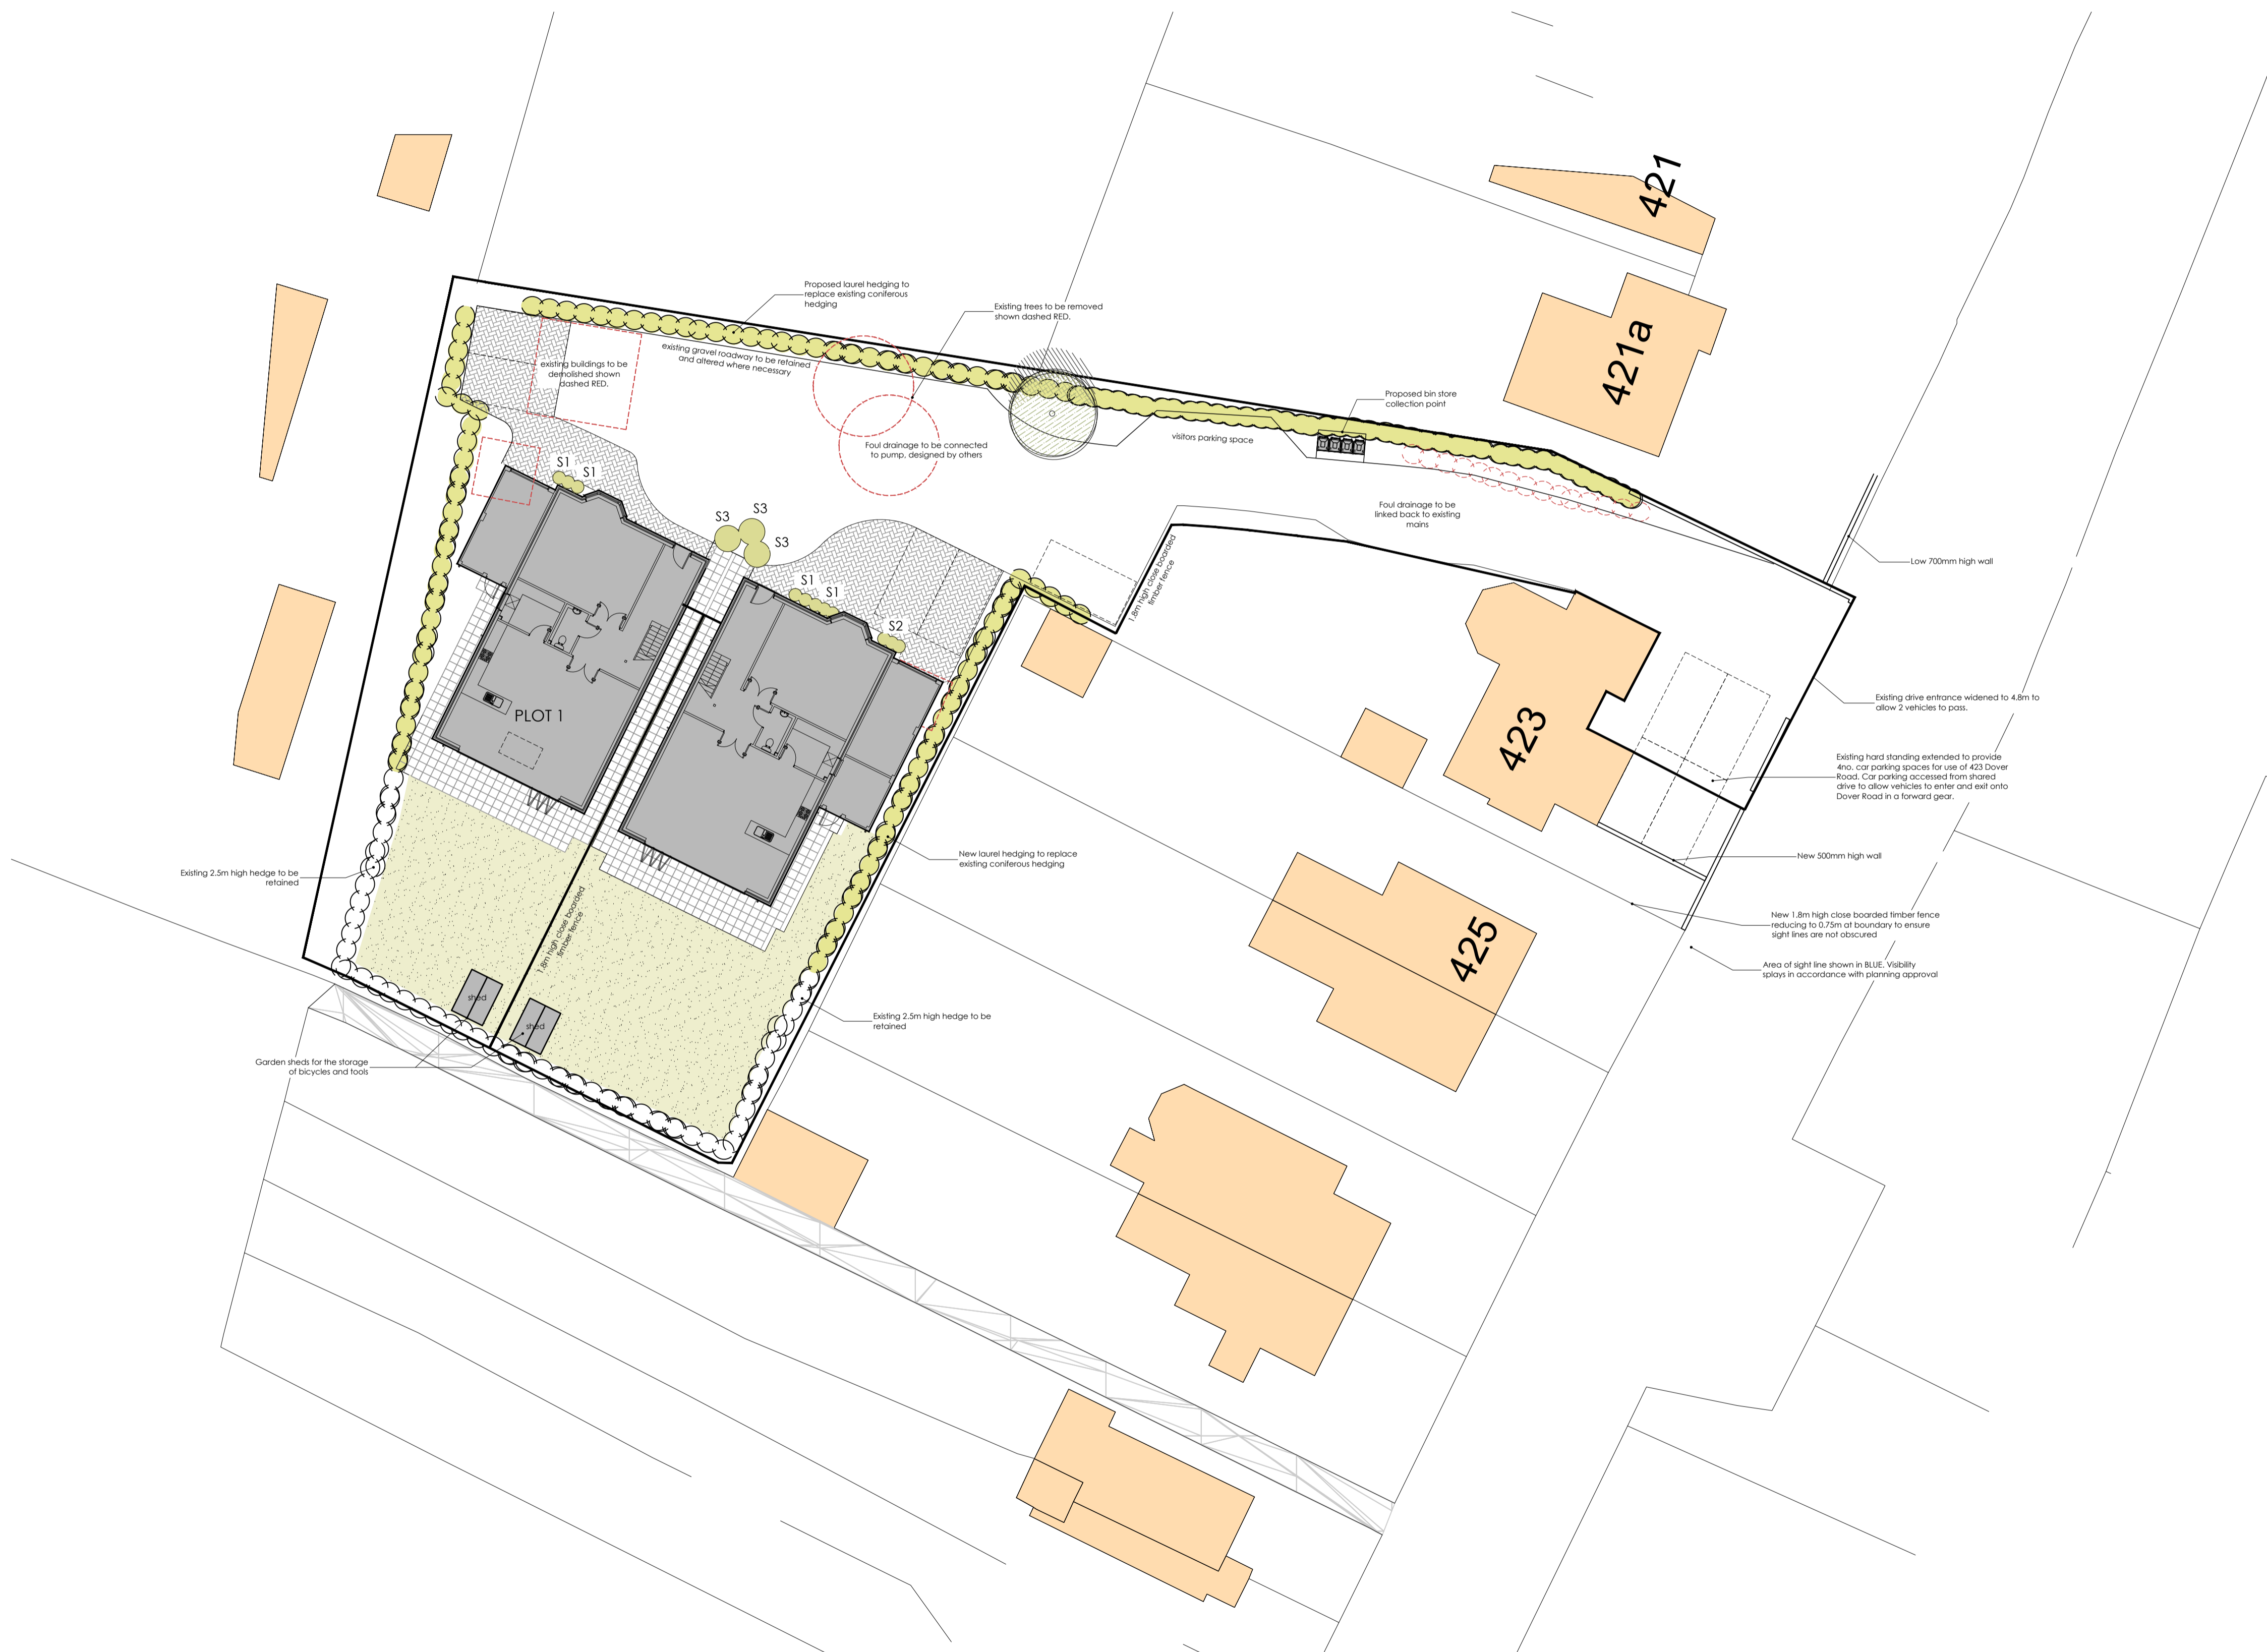 421
Proposed laurel hedging to
replace existing coniferous
hedging
Existing trees to be removed
shown dashed RED.
421a
existing gravel roadway to be retained
and altered where necessary
existing buildings to be
demolished shown
dashed RED.
Proposed bin store
collection point
visitors parking space
Foul drainage to be connected
to pump, designed by others
S1
S1
S3
S3
S3
Foul drainage to be
linked back to existing
mains
1.8m high close boarded
timber fence
Low 700mm high wall
S1
S1
S2
PLOT 1
423
Existing drive entrance widened to 4.8m to
allow 2 vehicles to pass.
Existing hard standing extended to provide
4no. car parking spaces for use of 423 Dover
Road. Car parking accessed from shared
drive to allow vehicles to enter and exit onto
Dover Road in a forward gear.
New laurel hedging to replace
existing coniferous hedging
New 500mm high wall
Existing 2.5m high hedge to be
retained
1.8m high close boarded
timber fence
425
New 1.8m high close boarded timber fence
reducing to 0.75m at boundary to ensure
sight lines are not obscured
Area of sight line shown in BLUE. Visibility
splays in accordance with planning approval
shed
shed
Existing 2.5m high hedge to be
retained
Garden sheds for the storage
of bicycles and tools